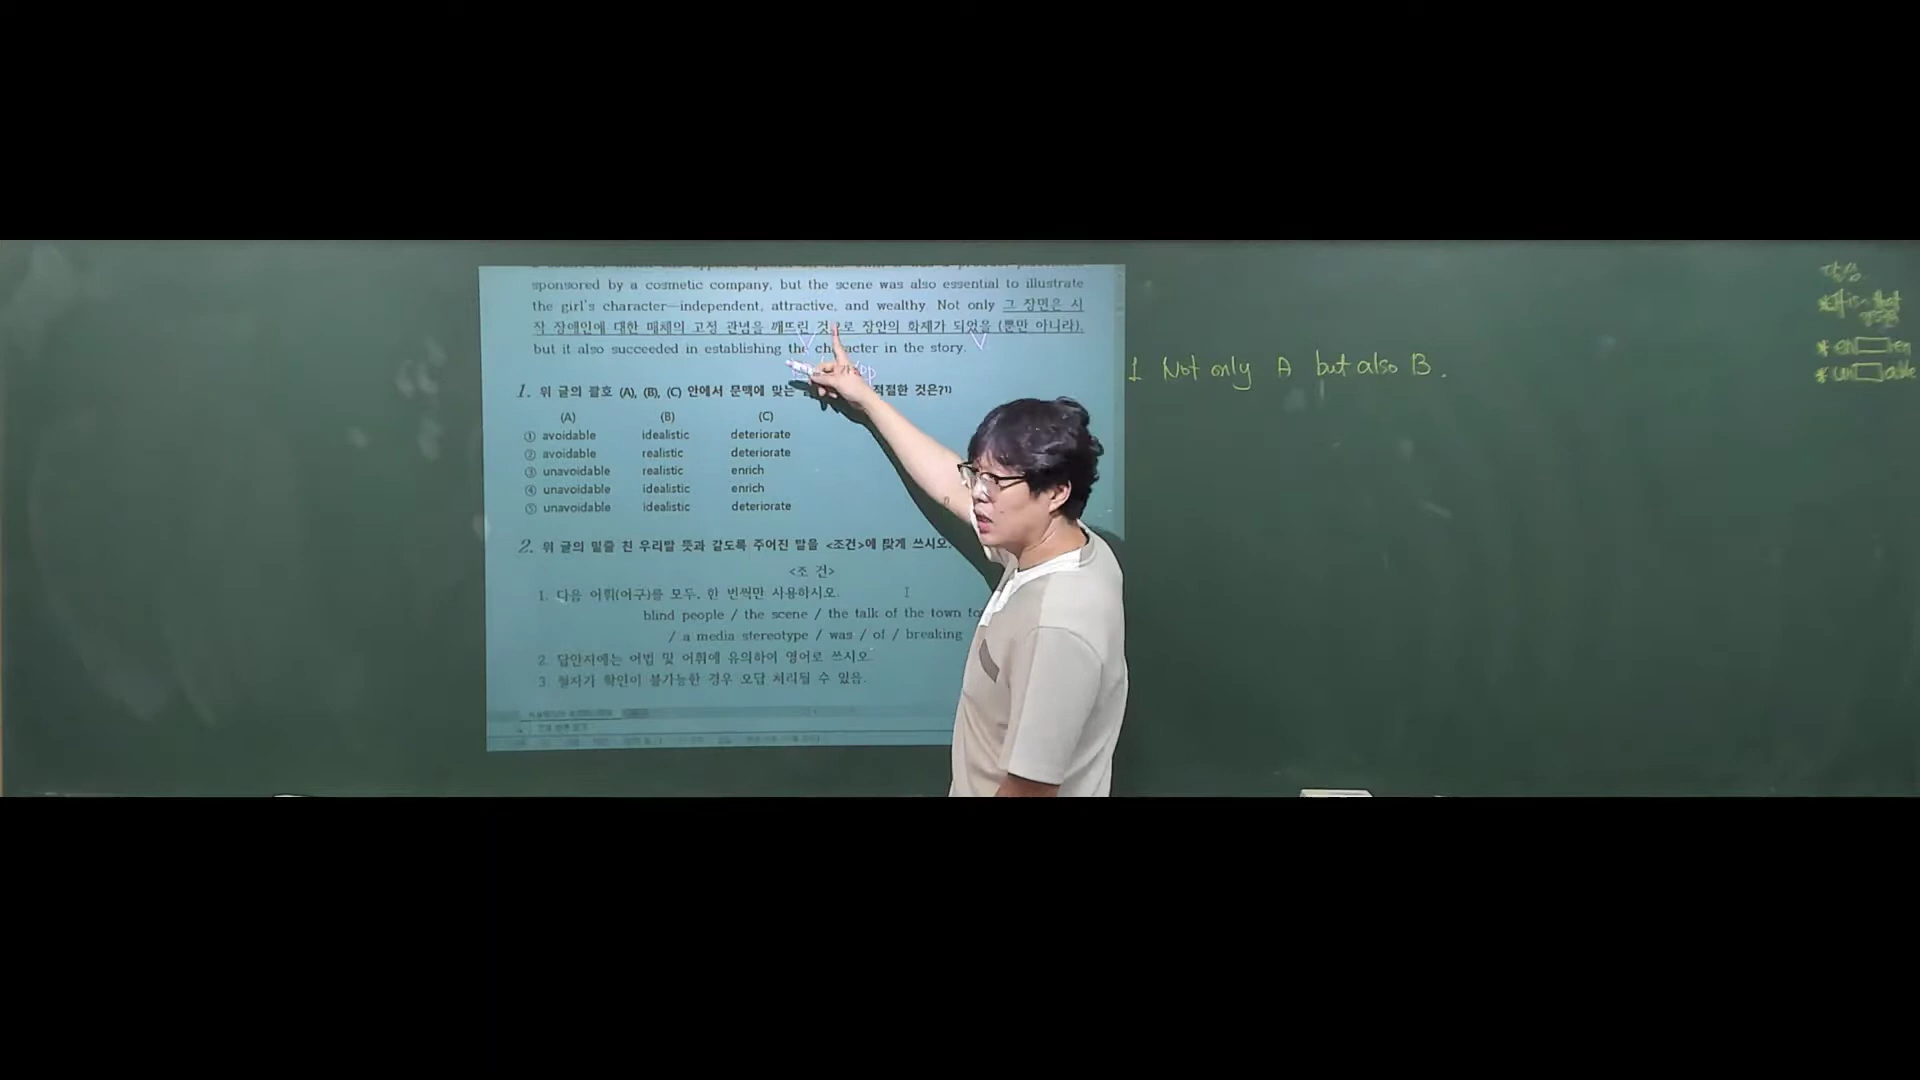 sponsored by a cosmetic company, but the scene was also essential to illustrate
the girl's character—independent, attractive, and wealthy. Not only 그 장면은 시
각 장애인에 대한 매체의 고정 관념을 깨뜨린 것으로 장안의 화제가 되었을 (뿐만 아니라),
but it also succeeded in establishing the character in the story.
1. 위 글의 괄호 (A), (B), (C) 안에서 문맥에 맞는 적절한 것은?1)
(A) (B) (C)
① avoidable idealistic deteriorate
② avoidable realistic deteriorate
③ unavoidable realistic enrich
④ unavoidable idealistic enrich
⑤ unavoidable idealistic deteriorate
2. 위 글의 밑줄 친 우리말 뜻과 같도록 주어진 말을 <조건>에 맞게 쓰시오.
<조 건>
1. 다음 어휘(어구)를 모두, 한 번씩만 사용하시오.
blind people / the scene / the talk of the town
/ a media stereotype / was / of / breaking
2. 답안지에는 어법 및 어휘에 유의하여 영어로 쓰시오.
3. 철자가 확인이 불가능한 경우 오답 처리될 수 있음.
1 Not only A but also B.
* en en
* un able